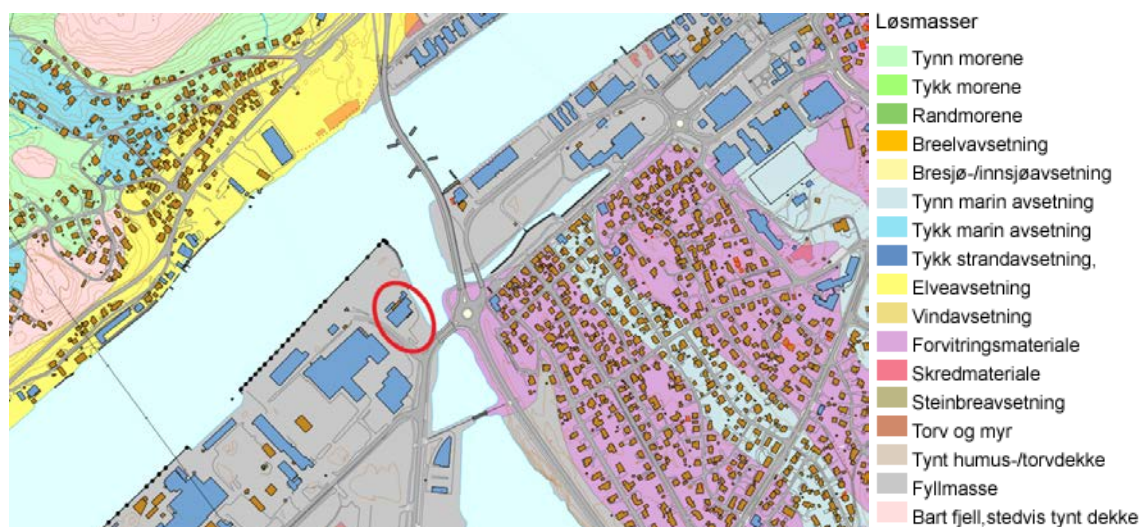 Løsmasser
Tynn morene
Tykk morene
Randmorene
Breelvavsetning
Bresjø-/innsjøavsetning
Tynn marin avsetning
Tykk marin avsetning
Tykk strandavsetning,
Elveavsetning
Vindavsetning
Forvitringsmateriale
Skredmateriale
Steinbreavsetning
Torv og myr
Tynt humus-/torvdekke
Fyllmasse
Bart fjell,stedvis tynt dekke